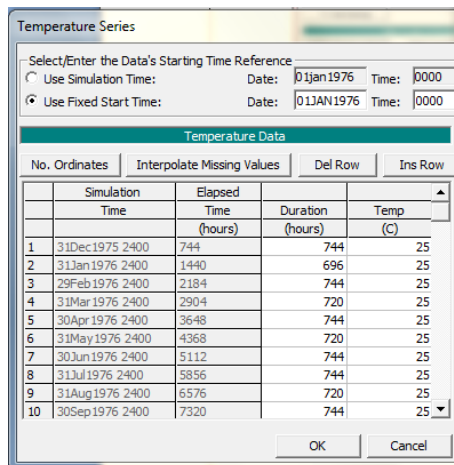 Temperature Series
Select/Enter the Data's Starting Time Reference
Use Simulation Time: Date: 01jan1976 Time: 0000
Use Fixed Start Time: Date: 01JAN1976 Time: 0000
Temperature Data
No. Ordinates Interpolate Missing Values Del Row Ins Row
Simulation Elapsed
Time Time Duration Temp
(hours) (hours) (C)
1 31Dec1975 2400 744 744 25
2 31Jan1976 2400 1440 696 25
3 29Feb1976 2400 2184 744 25
4 31Mar1976 2400 2904 720 25
5 30Apr1976 2400 3648 744 25
6 31May1976 2400 4368 720 25
7 30Jun1976 2400 5112 744 25
8 31Jul1976 2400 5856 744 25
9 31Aug1976 2400 6576 720 25
10 30Sep1976 2400 7320 744 25
OK Cancel